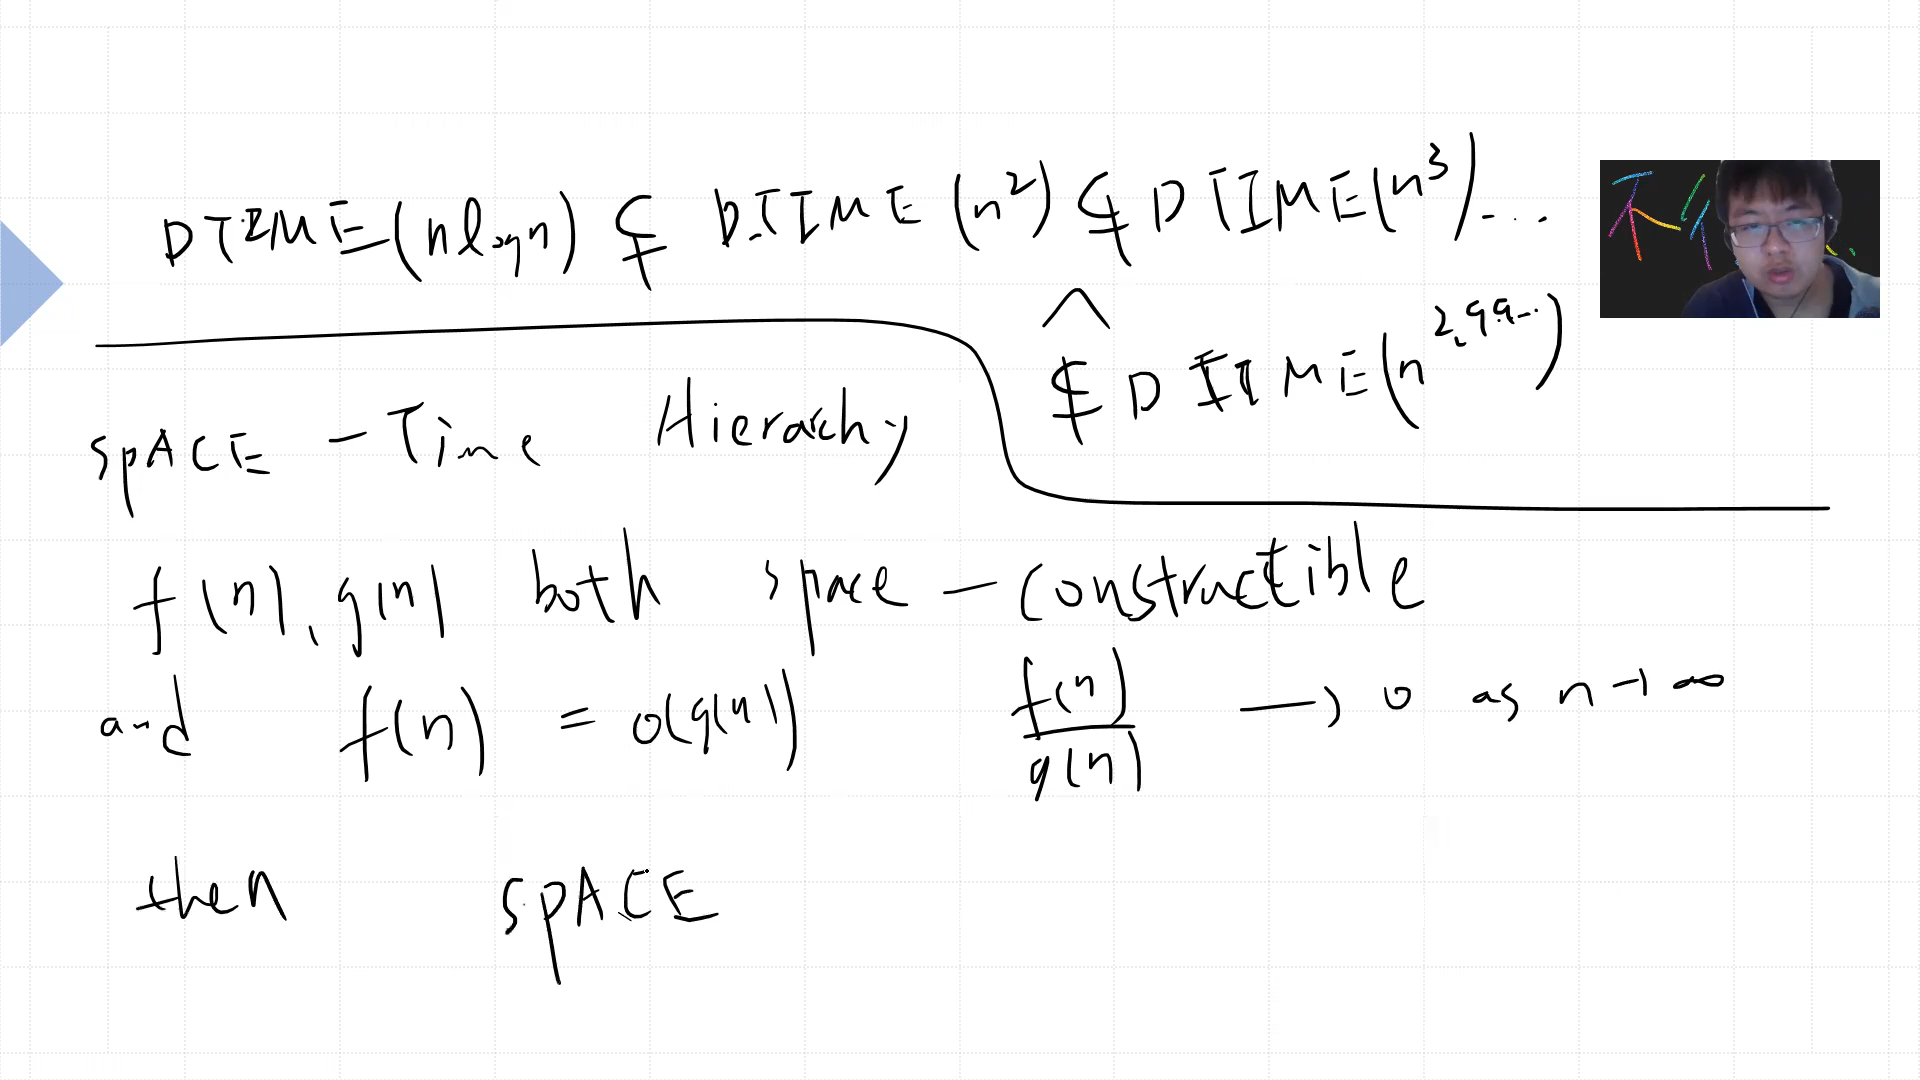 DTIME(nlogn) ⊊ DTIME(n²) ⊊ DTIME(n³)...
⊊ DTIME(n^2.99...)
SPACE - Time Hierarchy
f(n), g(n) both space - constructible
and f(n) = o(g(n)) f(n)/g(n) → 0 as n → ∞
then SPACE
不